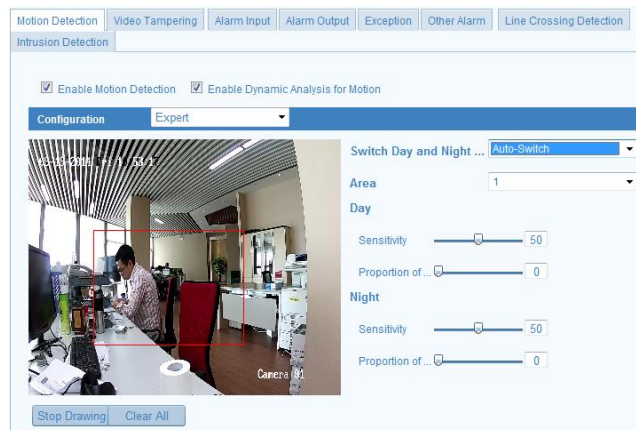 Motion Detection Video Tampering Alarm Input Alarm Output Exception Other Alarm Line Crossing Detection
Intrusion Detection
Enable Motion Detection Enable Dynamic Analysis for Motion
Configuration Expert
Switch Day and Night ... Auto-Switch
Area 1
Day
Sensitivity 50
Proportion of ... 0
Night
Sensitivity 50
Proportion of ... 0
Camera 01
Stop Drawing Clear All